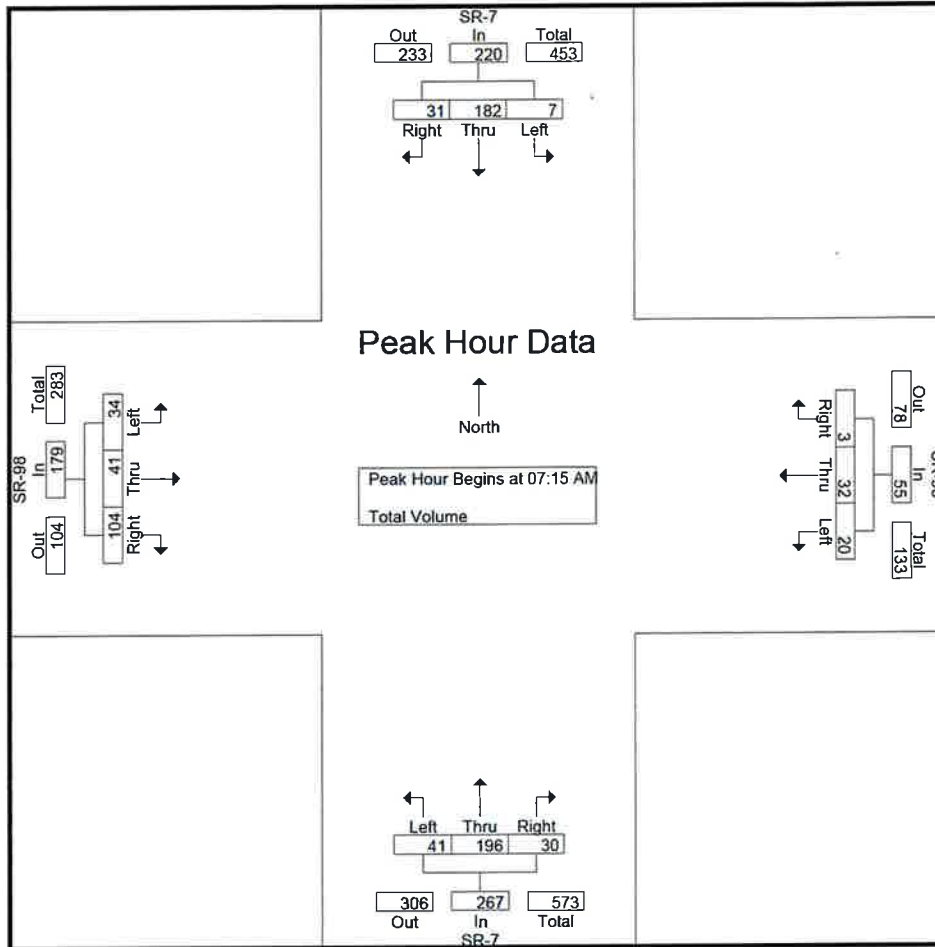 SR-7
Out In Total
233 220 453
31 182 7
Right Thru Left
Peak Hour Data
North
Peak Hour Begins at 07:15 AM
Total Volume
SR-98
Out In Total
104 179 283
Right Thru Left
104 41 34
Out In Total
78 55 133
Right Thru Left
3 32 20
Left Thru Right
41 196 30
306 267 573
Out In Total
SR-7